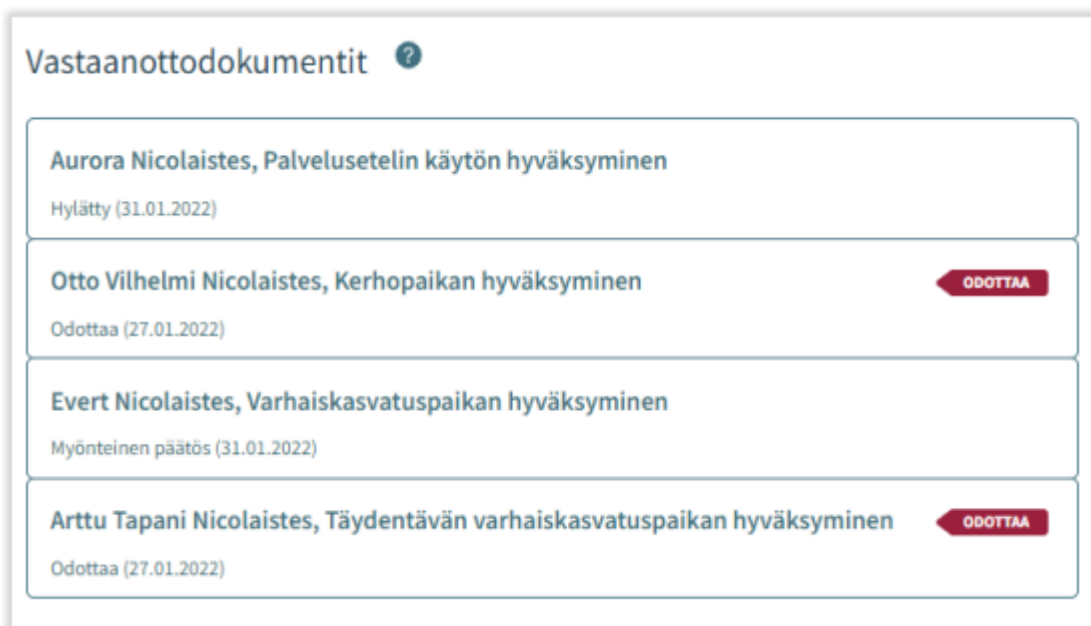 Vastaanottodokumentit ?
Aurora Nicolaistes, Palvelusetelin käytön hyväksyminen
Hylätty (31.01.2022)
Otto Vilhelmi Nicolaistes, Kerhopaikan hyväksyminen ODOTTAA
Odottaa (27.01.2022)
Evert Nicolaistes, Varhaiskasvatuspaikan hyväksyminen
Myönteinen päätös (31.01.2022)
Arttu Tapani Nicolaistes, Täydentävän varhaiskasvatuspaikan hyväksyminen ODOTTAA
Odottaa (27.01.2022)